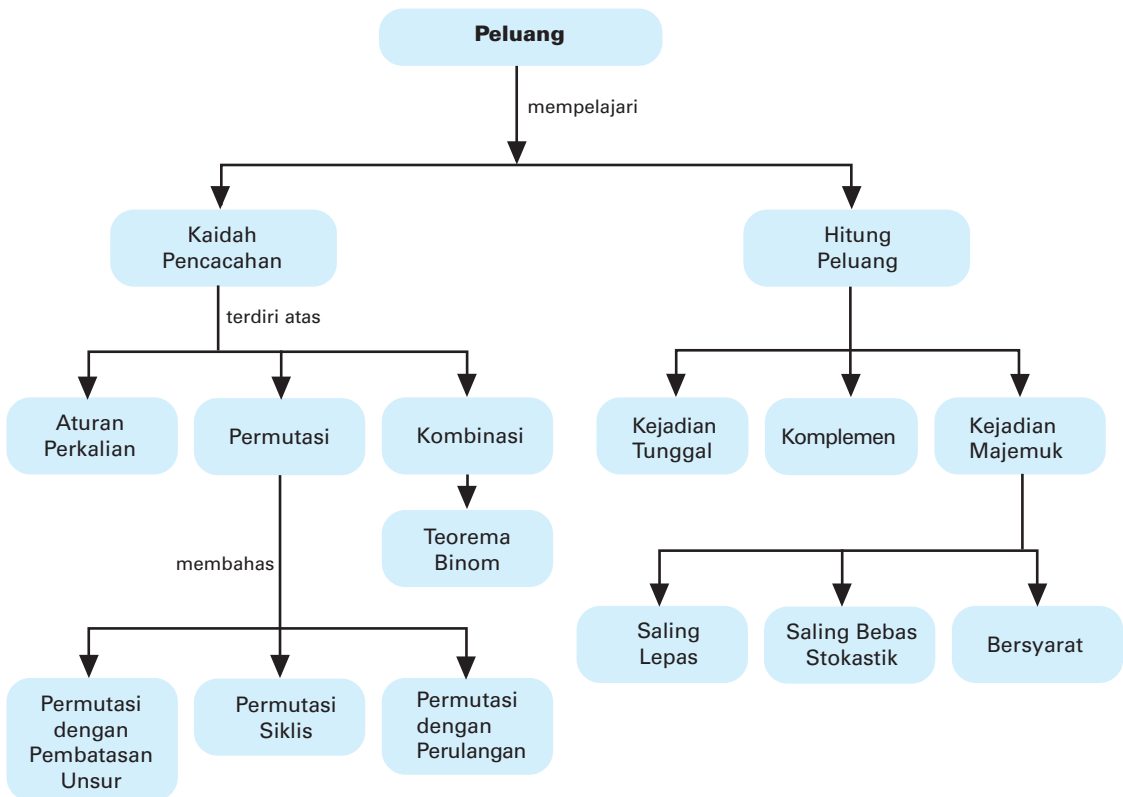 Peluang
mempelajari
Kaidah
Pencacahan
Hitung
Peluang
terdiri atas
Aturan
Perkalian
Permutasi
Kombinasi
Kejadian
Tunggal
Komplemen
Kejadian
Majemuk
Teorema
Binom
membahas
Saling
Lepas
Saling Bebas
Stokastik
Bersyarat
Permutasi
dengan
Pembatasan
Unsur
Permutasi
Siklis
Permutasi
dengan
Perulangan